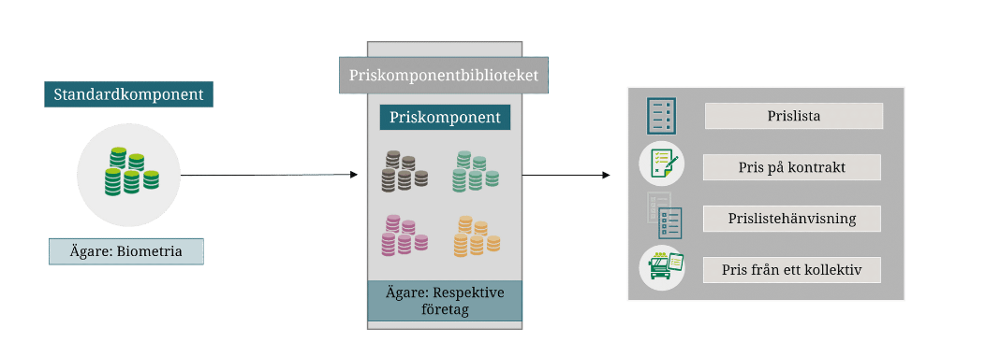 Standardkomponent
Ägare: Biometria
Priskomponentbiblioteket
Priskomponent
Ägare: Respektive
företag
Prislista
Pris på kontrakt
Prislistehänvisning
Pris från ett kollektiv